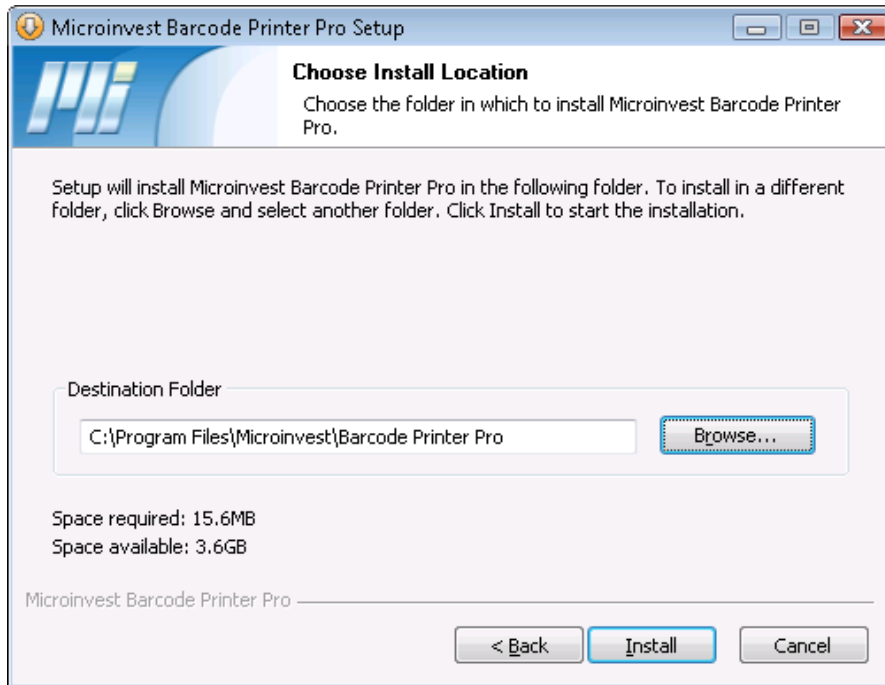 Microinvest Barcode Printer Pro Setup
Mi
Choose Install Location
Choose the folder in which to install Microinvest Barcode Printer
Pro.
Setup will install Microinvest Barcode Printer Pro in the following folder. To install in a different
folder, click Browse and select another folder. Click Install to start the installation.
Destination Folder
C:\Program Files\Microinvest\Barcode Printer Pro
Browse...
Space required: 15.6MB
Space available: 3.6GB
Microinvest Barcode Printer Pro
< Back
Install
Cancel